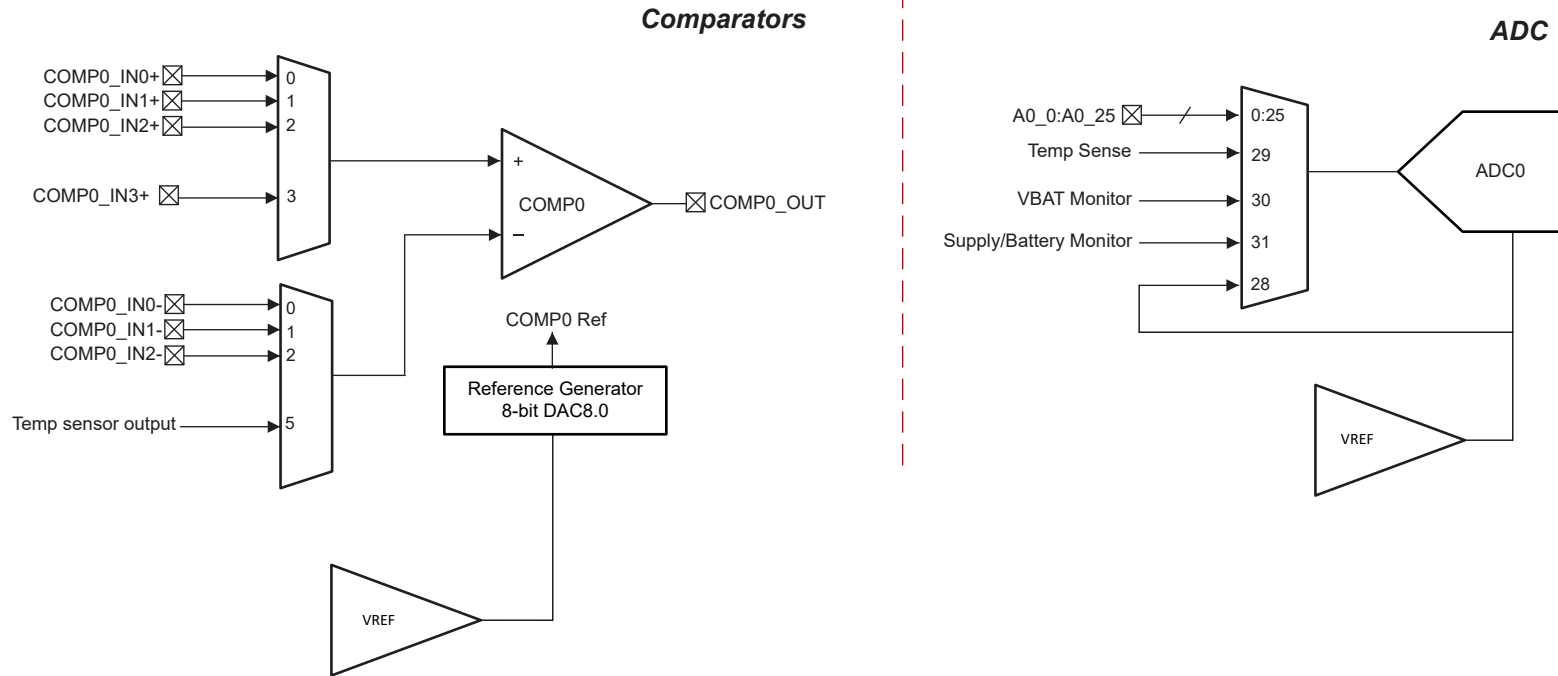 Comparators
COMP0_IN0+
COMP0_IN1+
COMP0_IN2+
COMP0_IN3+
0
1
2
3
+
−
COMP0
COMP0_OUT
COMP0_IN0-
COMP0_IN1-
COMP0_IN2-
Temp sensor output
0
1
2
5
COMP0 Ref
Reference Generator
8-bit DAC8.0
VREF
ADC
A0_0:A0_25
Temp Sense
VBAT Monitor
Supply/Battery Monitor
0:25
29
30
31
28
ADC0
VREF